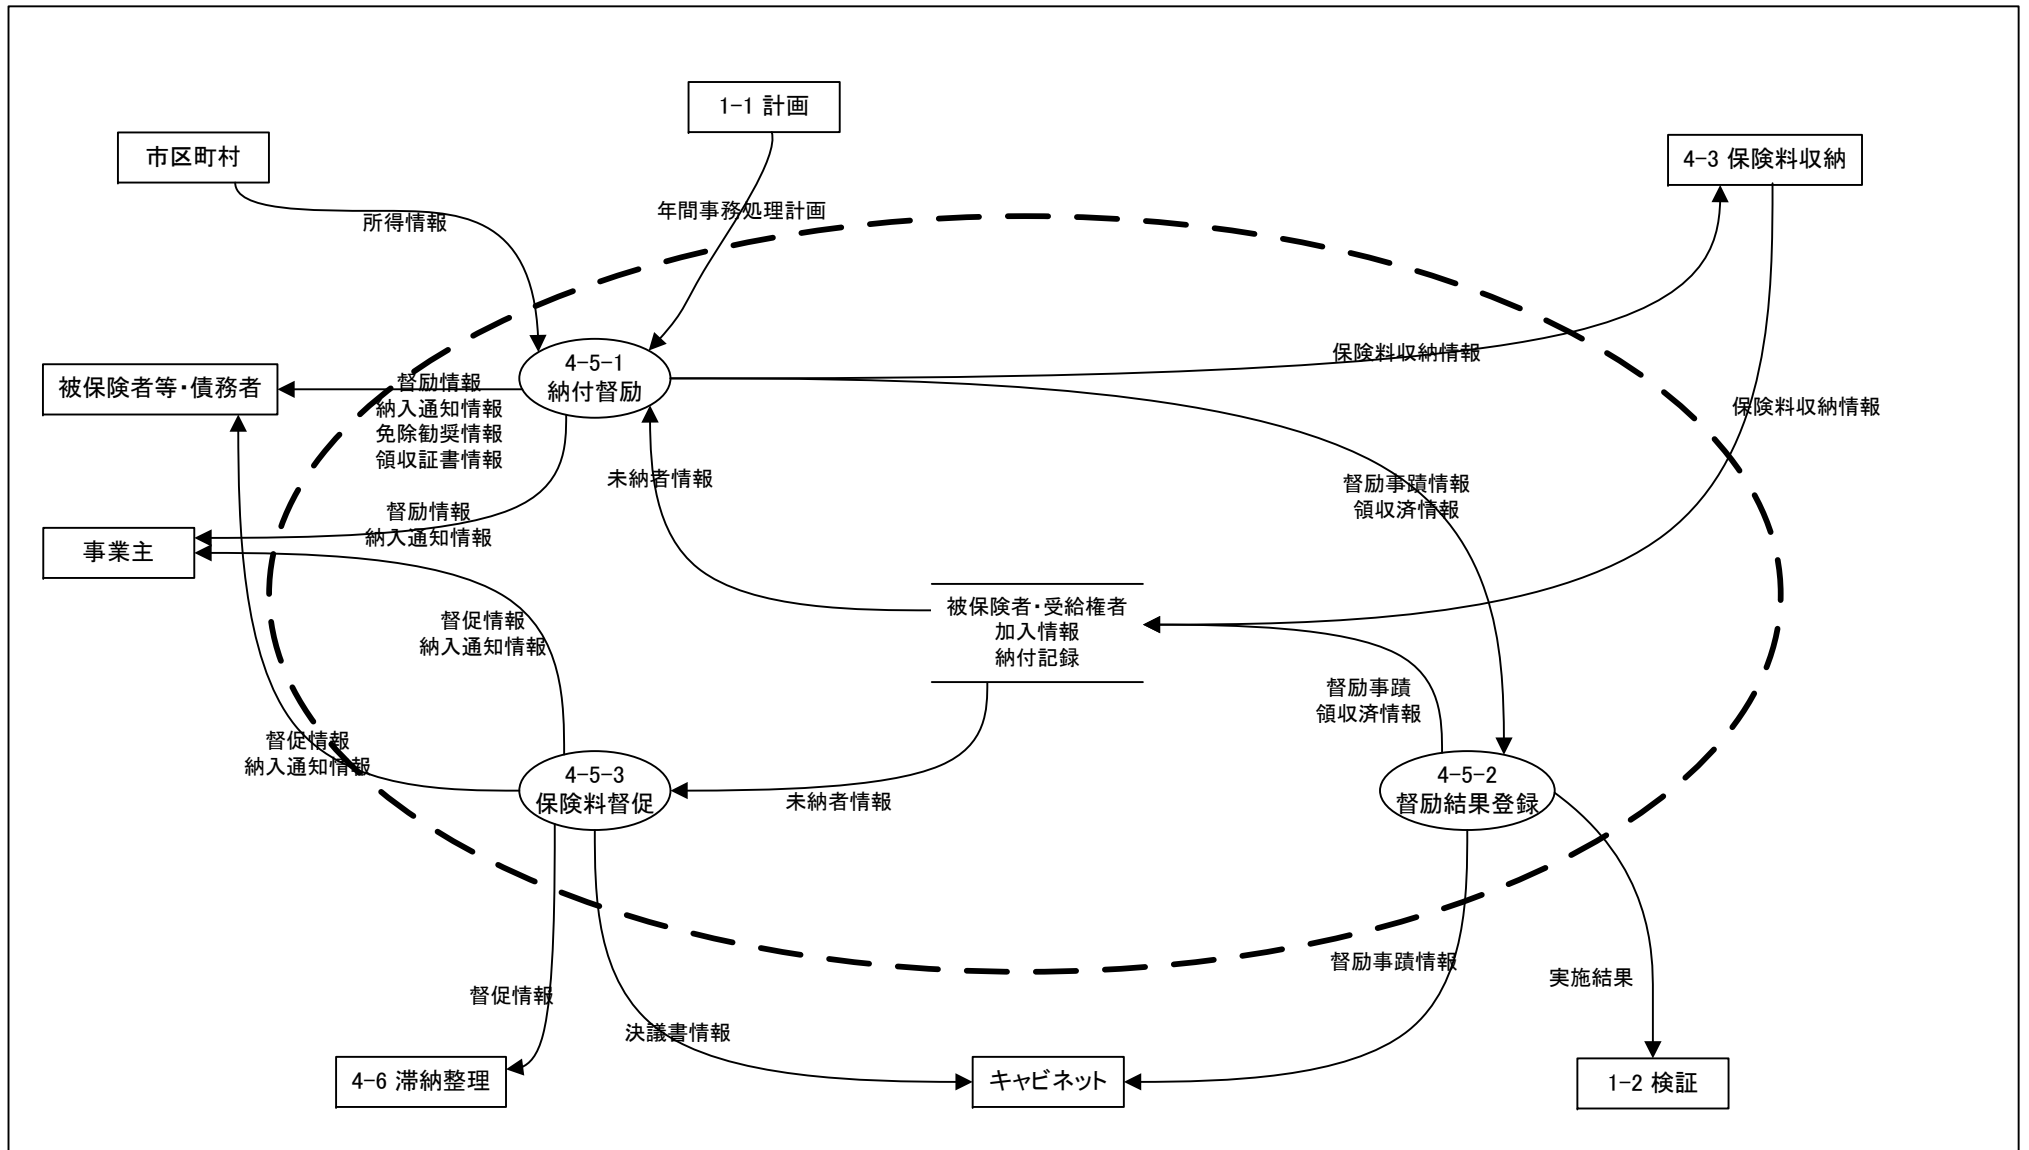 1-1 計画
市区町村
4-3 保険料収納
年間事務処理計画
所得情報
保険料収納情報
4-5-1
納付督励
被保険者等・債務者
督励情報
納入通知情報
免除勧奨情報
領収証書情報
保険料収納情報
未納者情報
督励事蹟情報
領収済情報
督励情報
納入通知情報
事業主
被保険者・受給権者
加入情報
納付記録
督促情報
納入通知情報
督励事蹟
領収済情報
督促情報
納入通知情報
4-5-3
保険料督促
未納者情報
4-5-2
督励結果登録
督励事蹟情報
実施結果
督促情報
決議書情報
4-6 滞納整理
キャビネット
1-2 検証